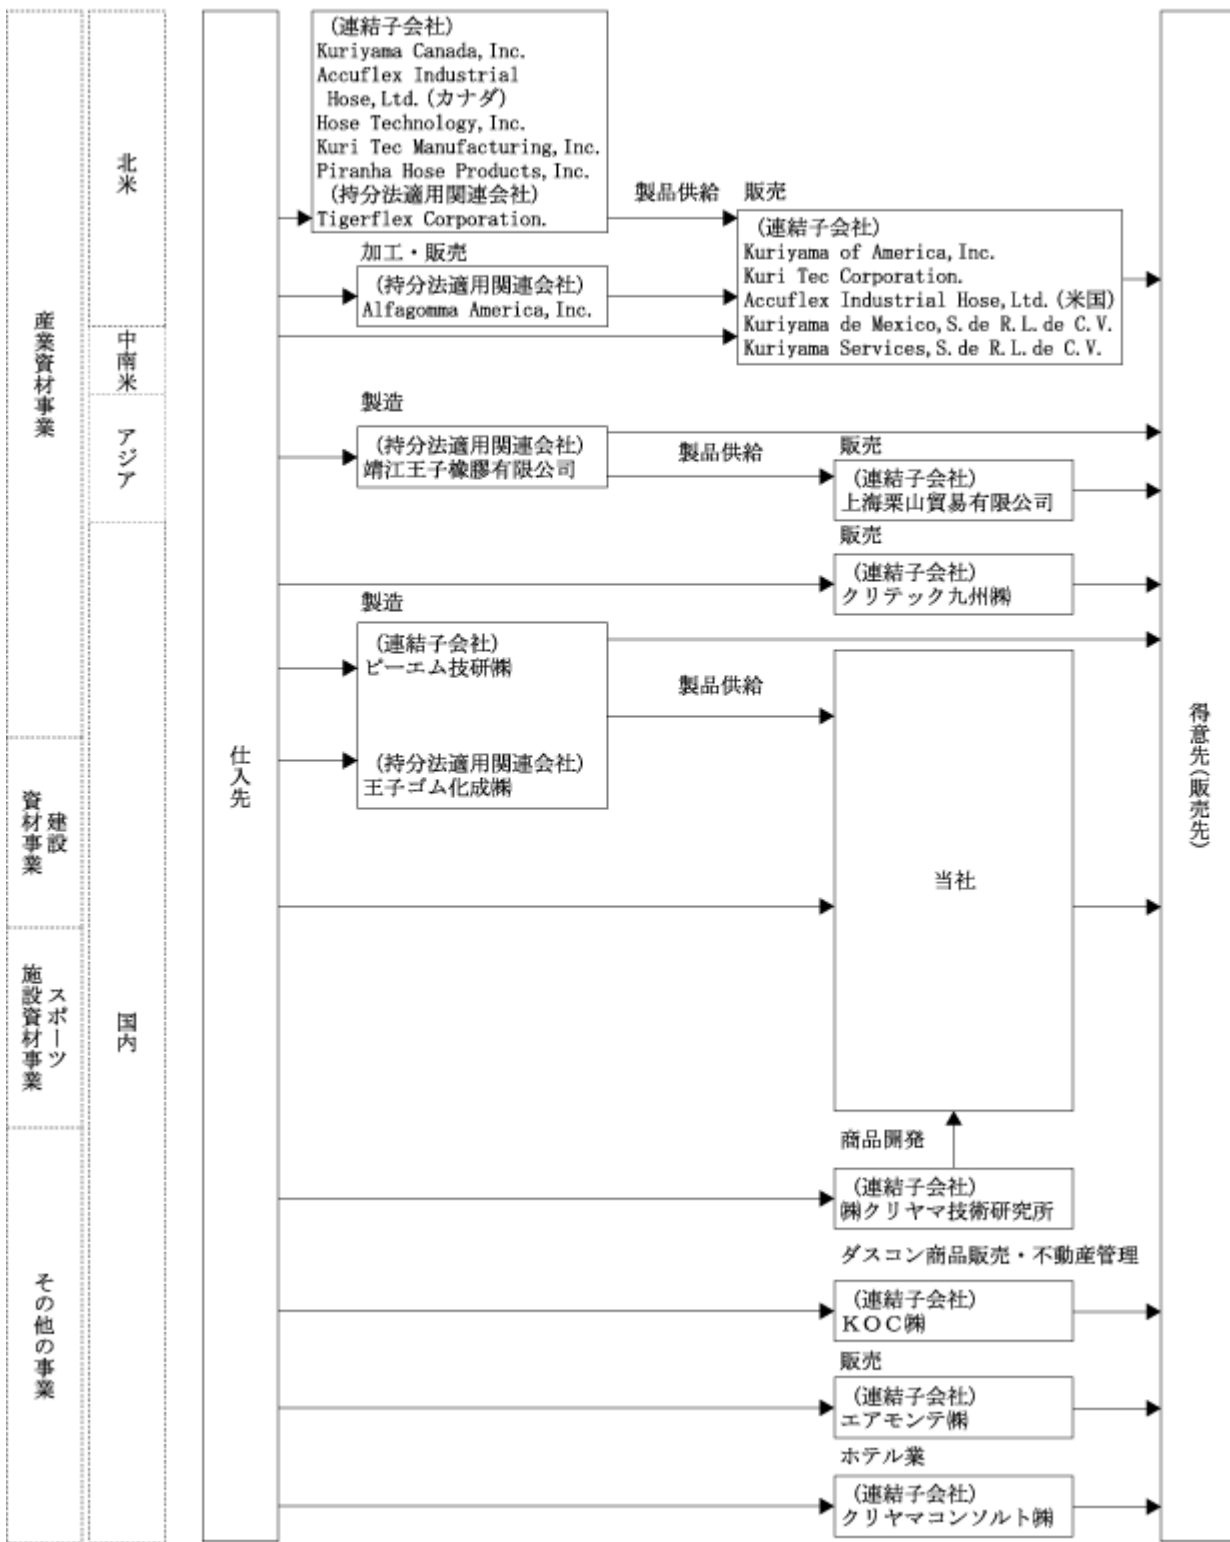 産業資材事業
建設
資材事業
スポーツ
施設資材事業
その他の事業
北米
中南米
アジア
国内
仕入先
(連結子会社)
Kuriyama Canada, Inc.
Accuflex Industrial
Hose, Ltd. (カナダ)
Hose Technology, Inc.
Kuri Tec Manufacturing, Inc.
Piranha Hose Products, Inc.
(持分法適用関連会社)
Tigerflex Corporation.
製品供給
販売
(連結子会社)
Kuriyama of America, Inc.
Kuri Tec Corporation.
Accuflex Industrial Hose, Ltd. (米国)
Kuriyama de Mexico, S. de R. L. de C. V.
Kuriyama Services, S. de R. L. de C. V.
加工・販売
(持分法適用関連会社)
Alfagomma America, Inc.
製造
(持分法適用関連会社)
靖江王子橡膠有限公司
製品供給
販売
(連結子会社)
上海栗山貿易有限公司
販売
(連結子会社)
クリテック九州㈱
製造
(連結子会社)
ピーエム技研㈱
(持分法適用関連会社)
王子ゴム化成㈱
製品供給
当社
商品開発
(連結子会社)
㈱クリヤマ技術研究所
ダスコン商品販売・不動産管理
(連結子会社)
KOC㈱
販売
(連結子会社)
エアモンテ㈱
ホテル業
(連結子会社)
クリヤマコンソルト㈱
得意先(販売先)